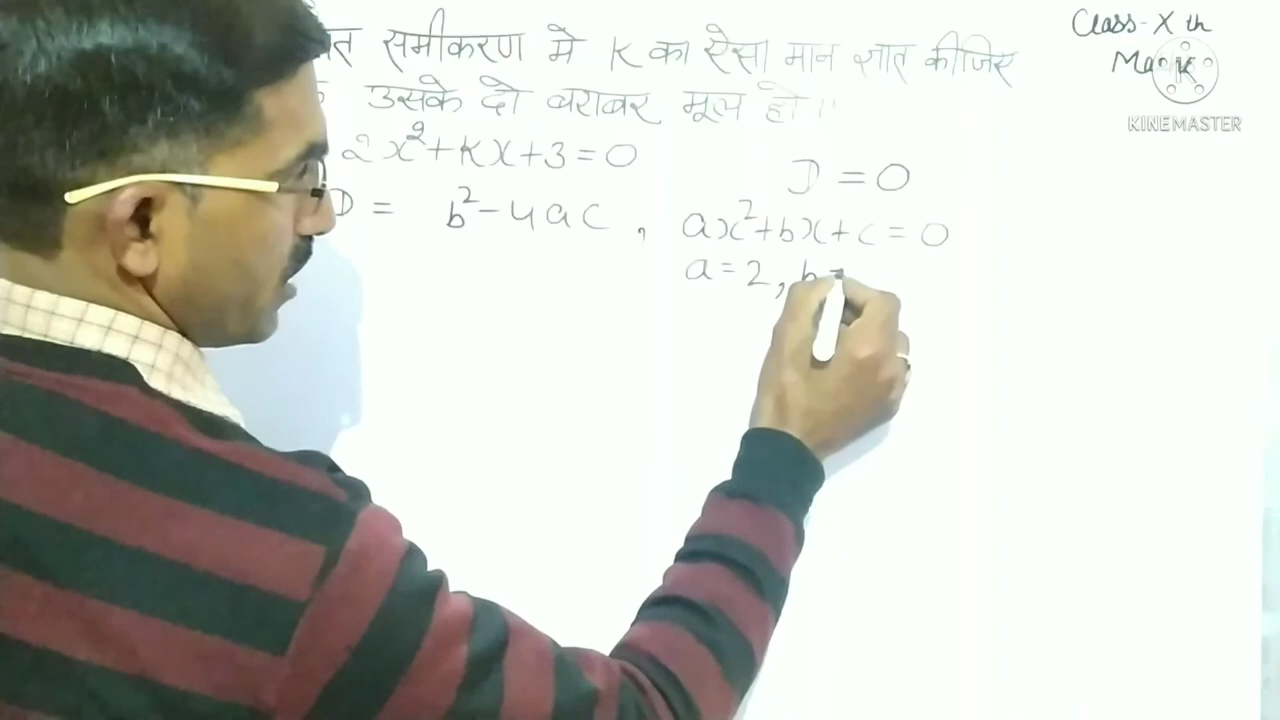 समीकरण मे K का ऐसा मान ज्ञात कीजिए
उसके दो बराबर मूल हो।
2x²+Kx+3=0
D = b²-4ac ,
D = 0
ax²+bx+c=0
a=2, b=
Class-X th
KINEMASTER